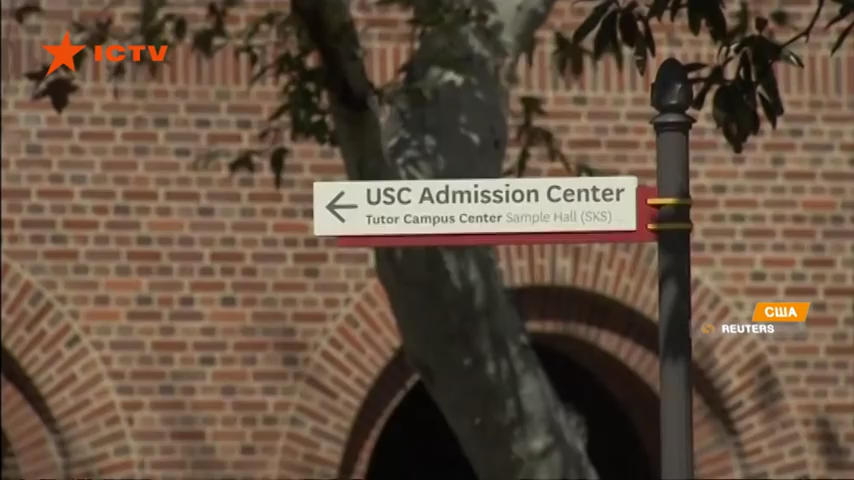 ICTV
USC Admission Center
Tutor Campus Center Sample Hall (SKS)
США
REUTERS